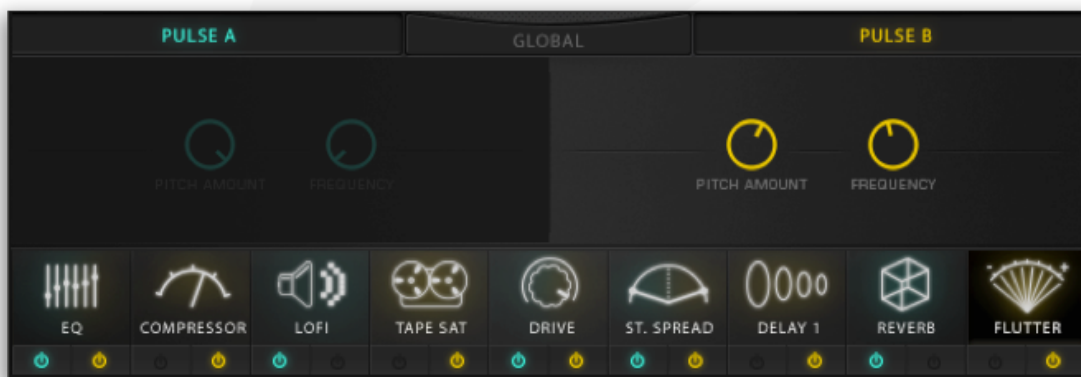 PULSE A
GLOBAL
PULSE B
PITCH AMOUNT
FREQUENCY
PITCH AMOUNT
FREQUENCY
EQ
COMPRESSOR
LOFI
TAPE SAT
DRIVE
ST. SPREAD
DELAY 1
REVERB
FLUTTER